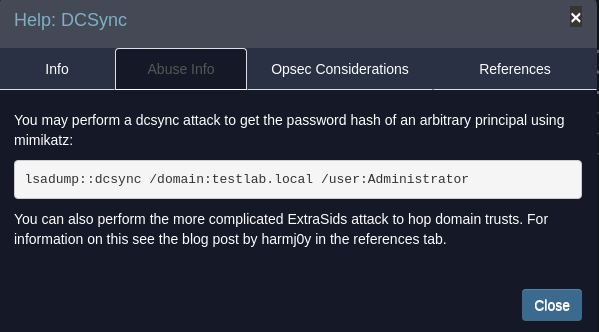 Help: DCSync
×
Info
Abuse Info
Opsec Considerations
References
You may perform a dcsync attack to get the password hash of an arbitrary principal using
mimikatz:
lsadump::dcsync /domain:testlab.local /user:Administrator
You can also perform the more complicated ExtraSids attack to hop domain trusts. For
information on this see the blog post by harmj0y in the references tab.
Close